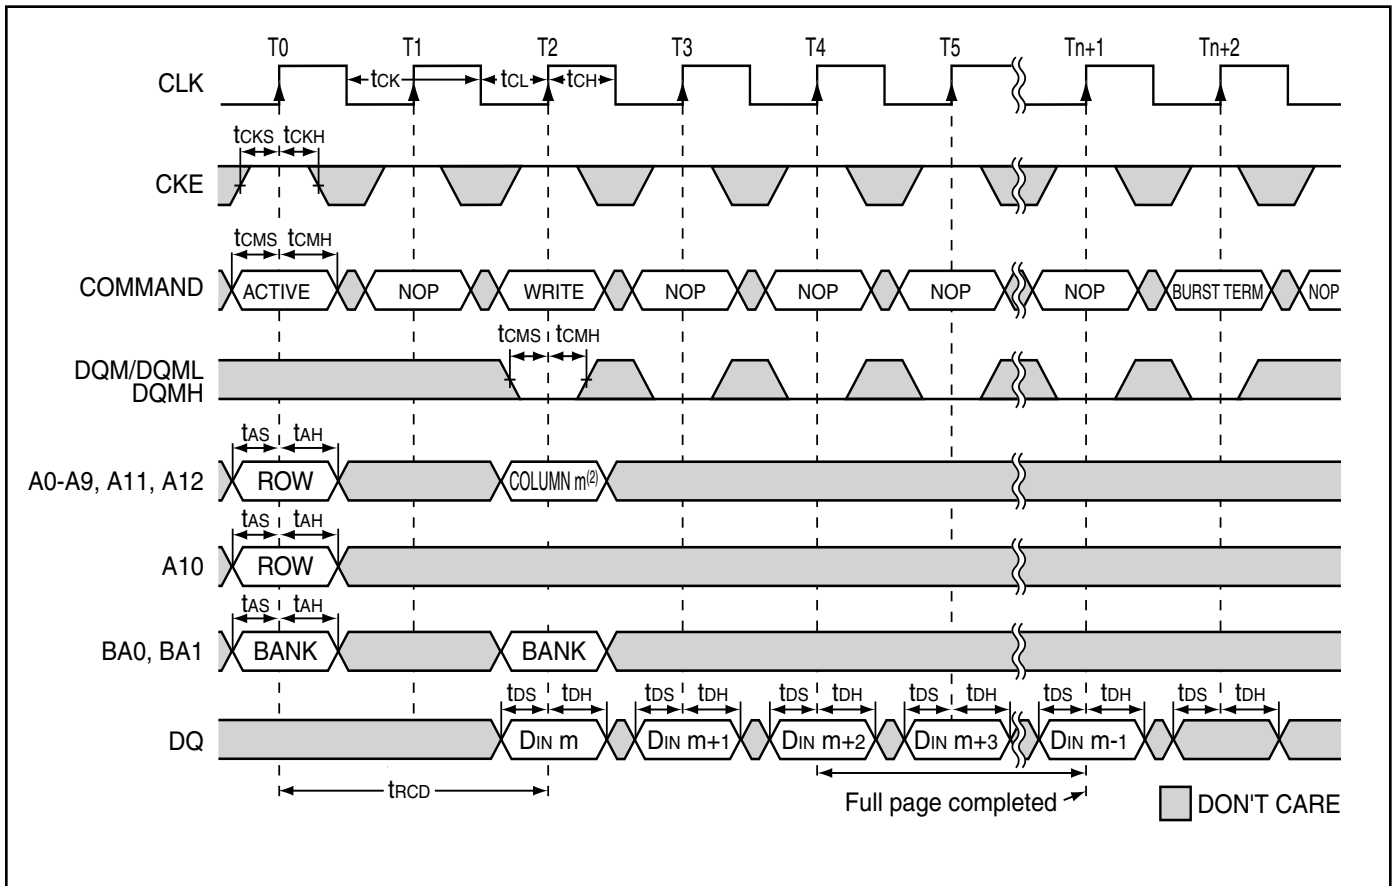 T0 T1 T2 T3 T4 T5 Tn+1 Tn+2
CLK tCK tCL tCH
tCKS tCKH
CKE
tCMS tCMH
COMMAND ACTIVE NOP WRITE NOP NOP NOP NOP BURST TERM NOP
tCMS tCMH
DQM/DQML
DQMH
tAS tAH
A0-A9, A11, A12 ROW COLUMN m(2)
tAS tAH
A10 ROW
tAS tAH
BA0, BA1 BANK BANK
tDS tDH tDS tDH tDS tDH tDS tDH tDS tDH tDS tDH
DQ DIN m DIN m+1 DIN m+2 DIN m+3 DIN m-1
tRCD
Full page completed
DON'T CARE